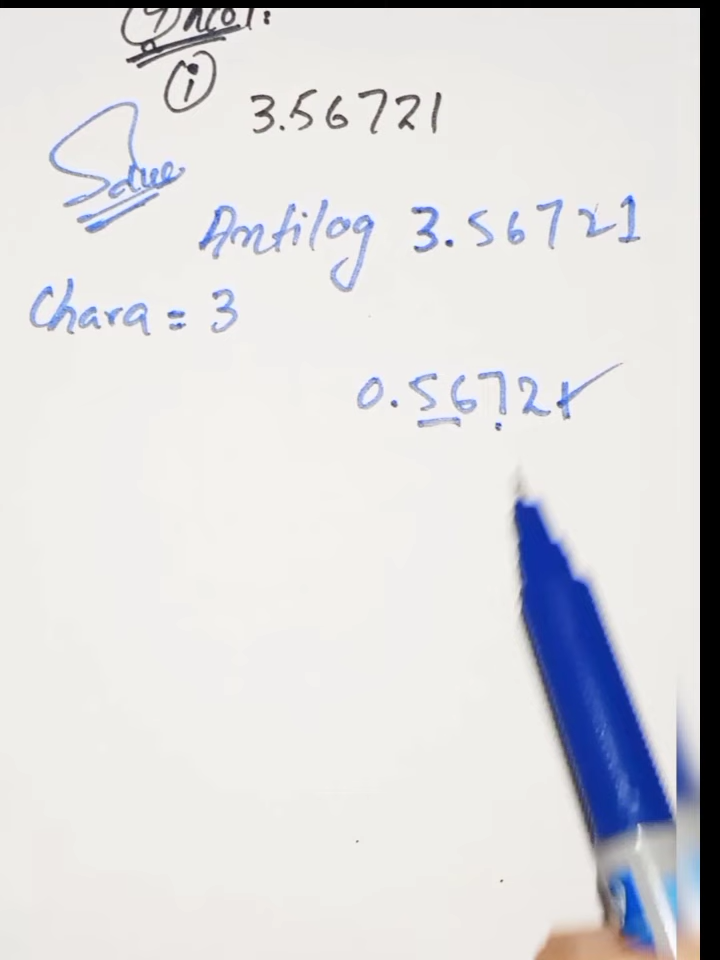 i
3.56721
Solve
Antilog 3.56721
Chara = 3
0.56721